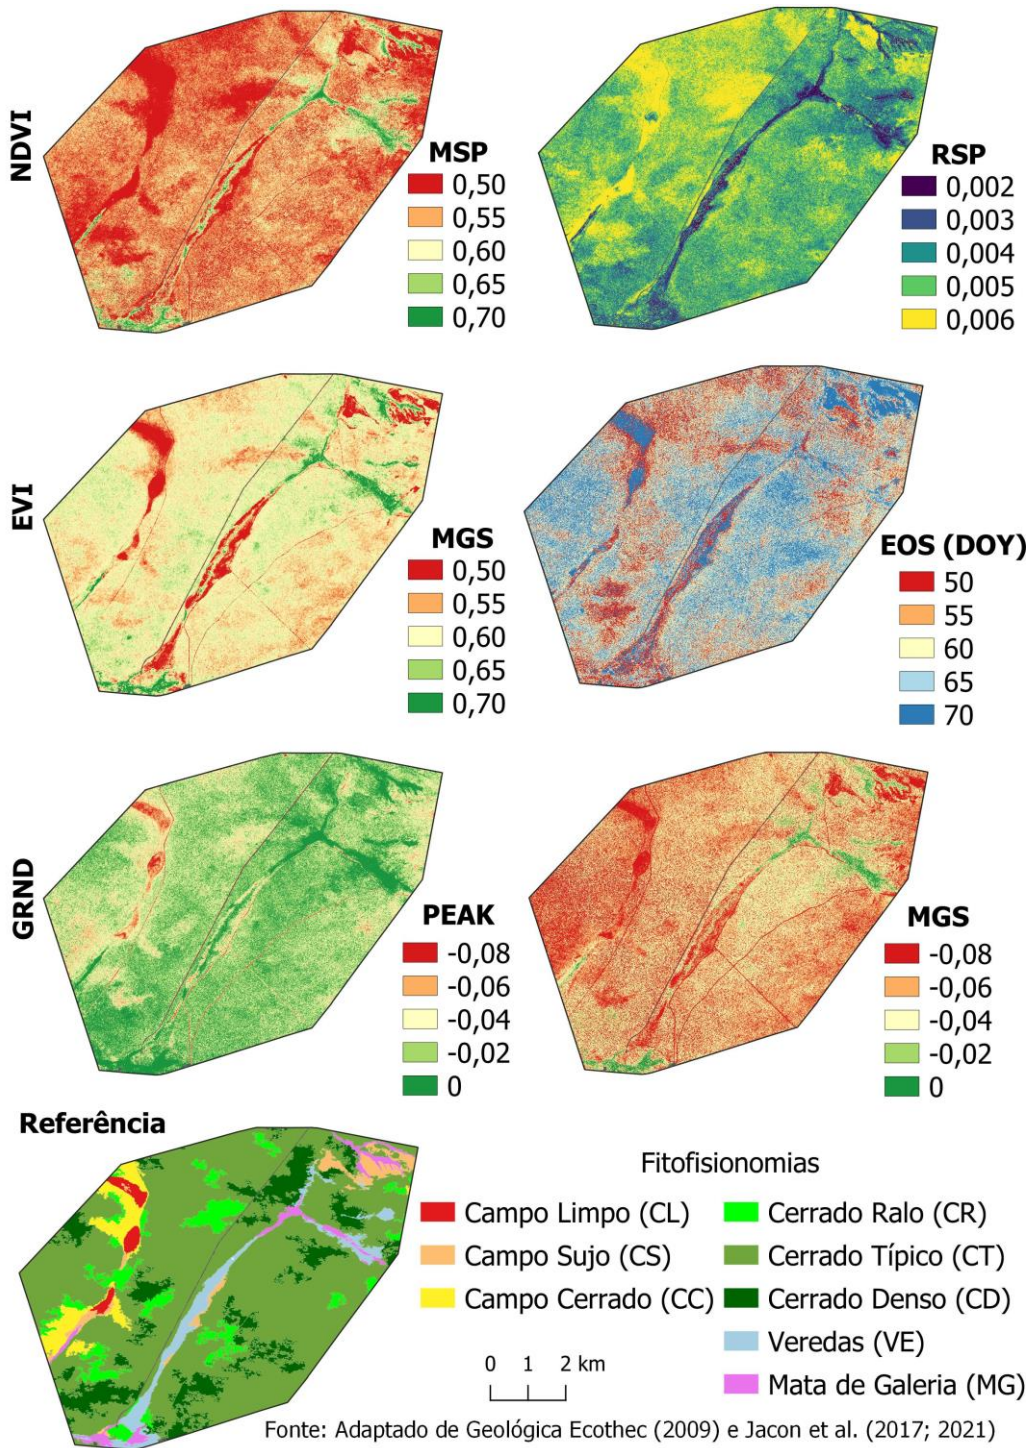 NDVI
MSP
0,50
0,55
0,60
0,65
0,70
RSP
0,002
0,003
0,004
0,005
0,006
EVI
MGS
0,50
0,55
0,60
0,65
0,70
EOS (DOY)
50
55
60
65
70
GRND
PEAK
-0,08
-0,06
-0,04
-0,02
0
MGS
-0,08
-0,06
-0,04
-0,02
0
Referência
Fitofisionomias
Campo Limpo (CL)
Campo Sujo (CS)
Campo Cerrado (CC)
Cerrado Ralo (CR)
Cerrado Típico (CT)
Cerrado Denso (CD)
Veredas (VE)
Mata de Galeria (MG)
0 1 2 km
Fonte: Adaptado de Geológica Ecothec (2009) e Jacon et al. (2017; 2021)